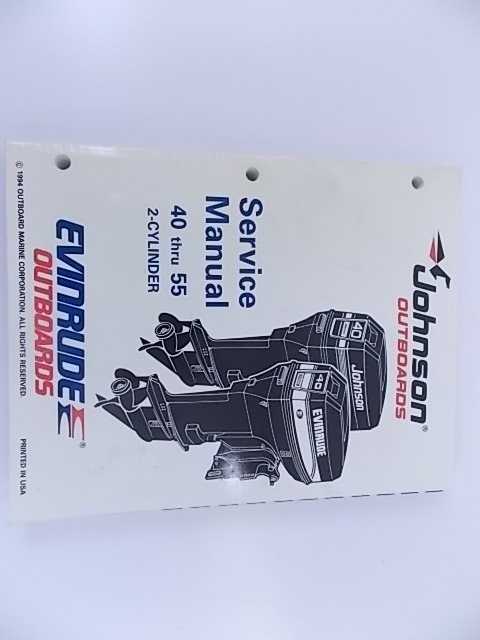 Johnson®
OUTBOARDS
Service
Manual
40 thru 55
2-CYLINDER
40
Johnson
EVINRUDE
EVINRUDE®
OUTBOARDS
© 1994 OUTBOARD MARINE CORPORATION. ALL RIGHTS RESERVED.
PRINTED IN USA